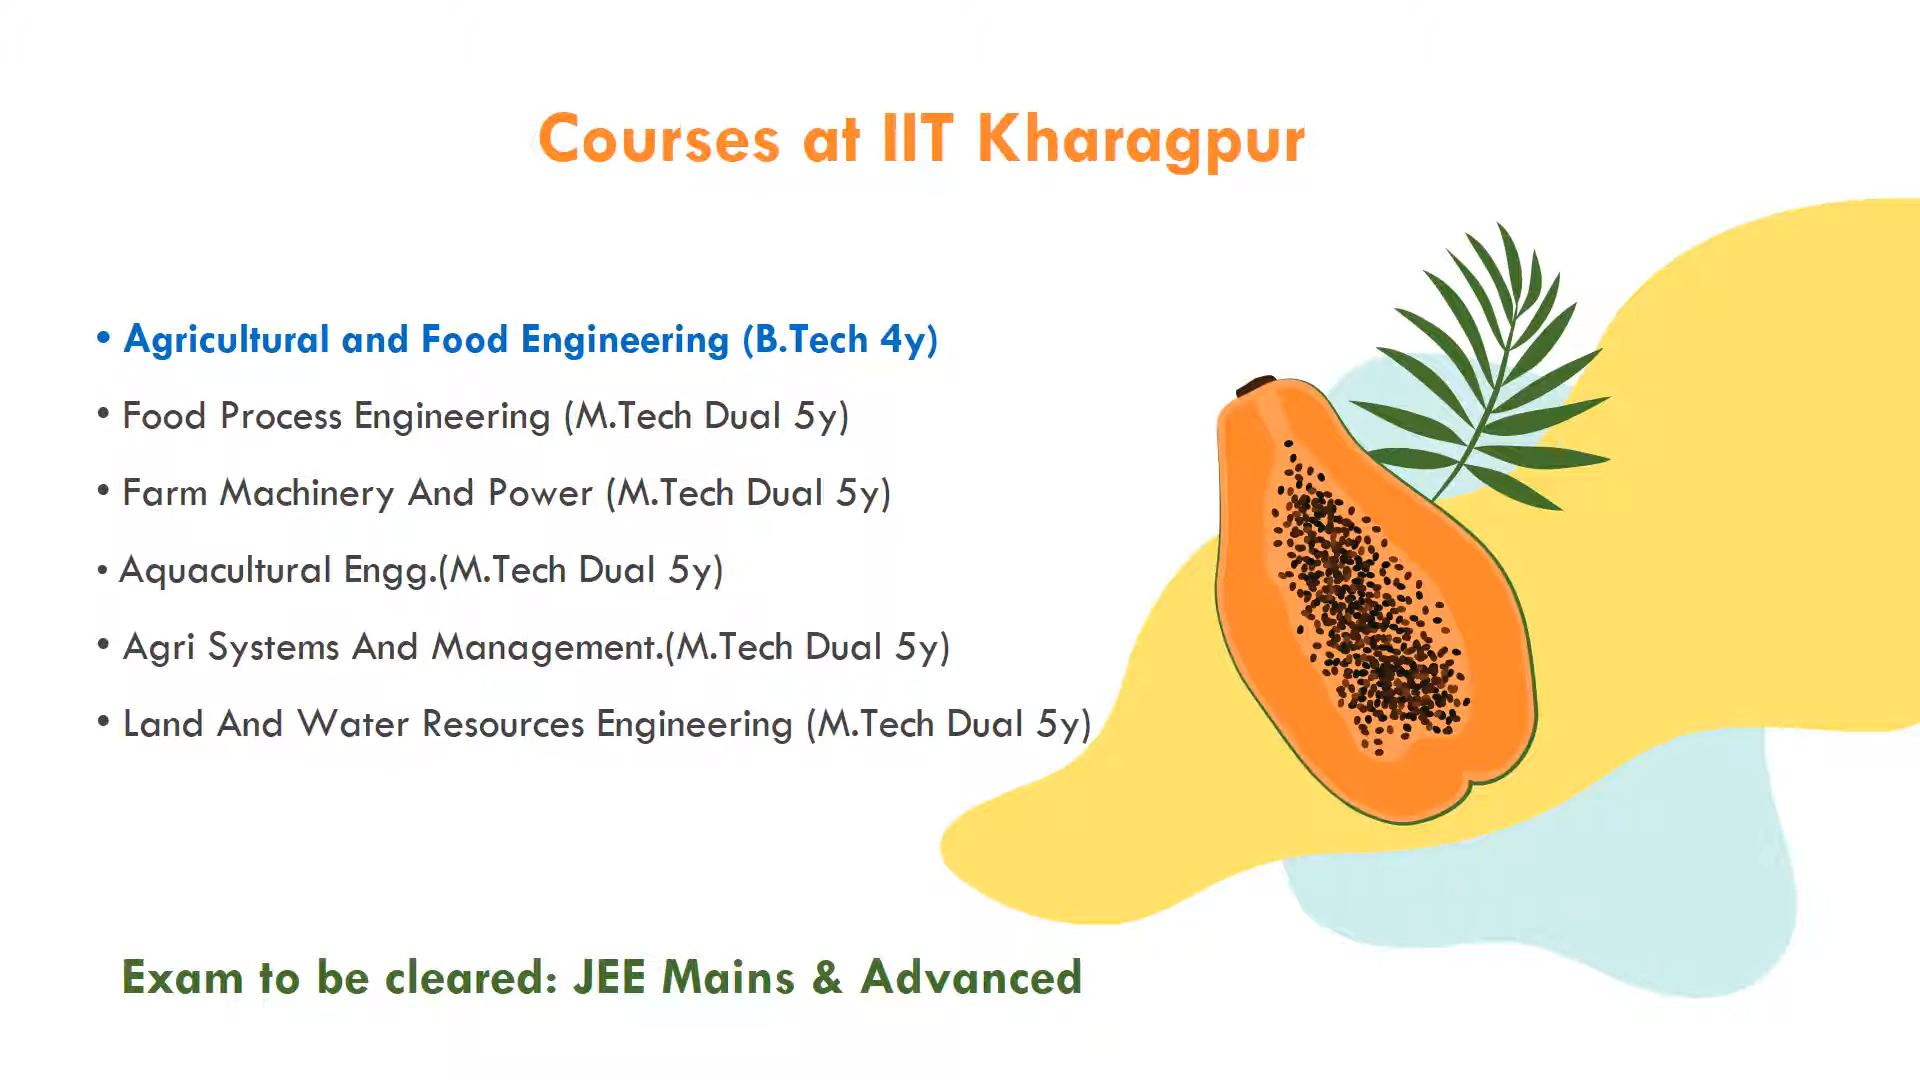 Courses at IIT Kharagpur
• Agricultural and Food Engineering (B.Tech 4y)
• Food Process Engineering (M.Tech Dual 5y)
• Farm Machinery And Power (M.Tech Dual 5y)
• Aquacultural Engg.(M.Tech Dual 5y)
• Agri Systems And Management.(M.Tech Dual 5y)
• Land And Water Resources Engineering (M.Tech Dual 5y)
Exam to be cleared: JEE Mains & Advanced